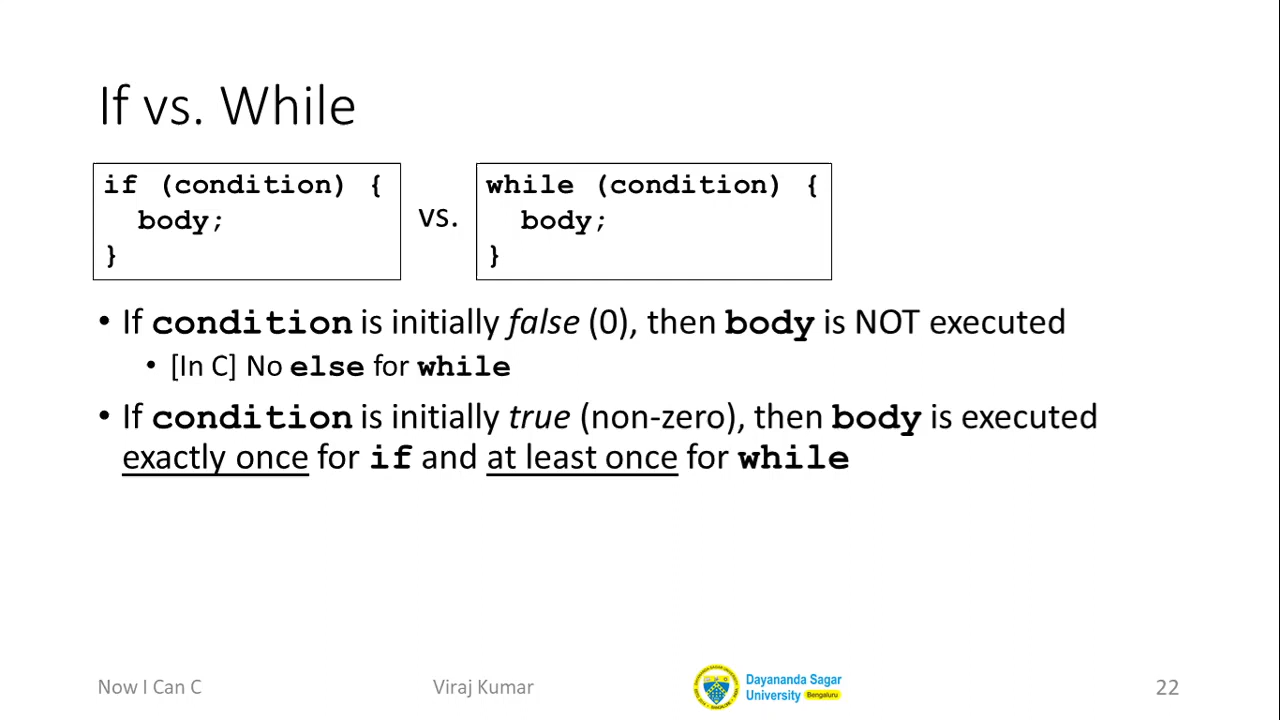 If vs. While
if (condition) {
body;
}
vs.
while (condition) {
body;
}
• If condition is initially false (0), then body is NOT executed
• [In C] No else for while
• If condition is initially true (non-zero), then body is executed
exactly once for if and at least once for while
Now I Can C
Viraj Kumar
Dayananda Sagar
University Bengaluru
22